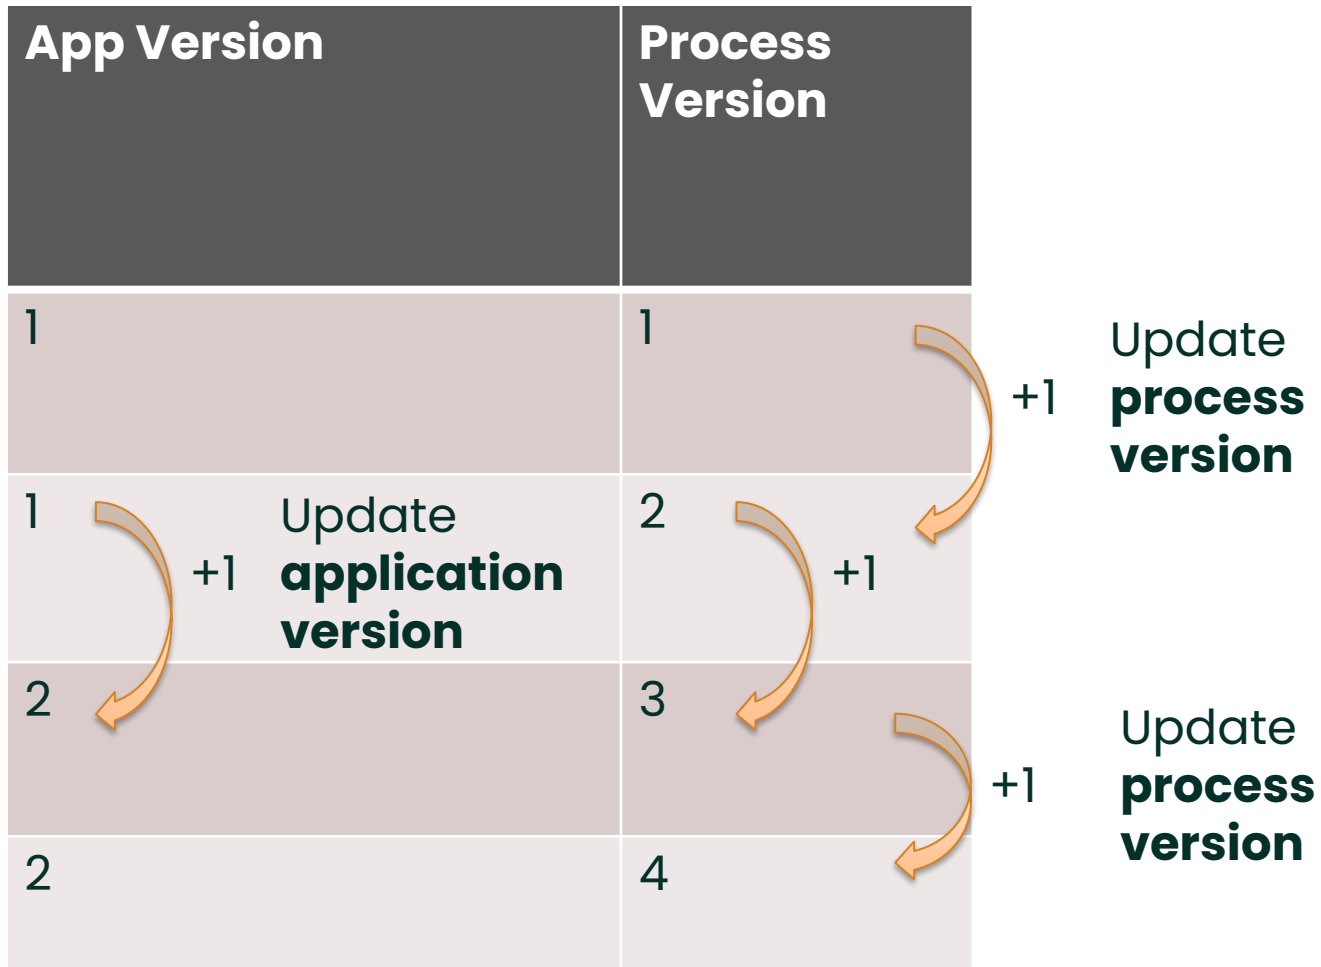 App Version
Process
Version
1
1
+1
Update
process
version
1
+1
Update
application
version
2
+1
2
3
+1
Update
process
version
2
4